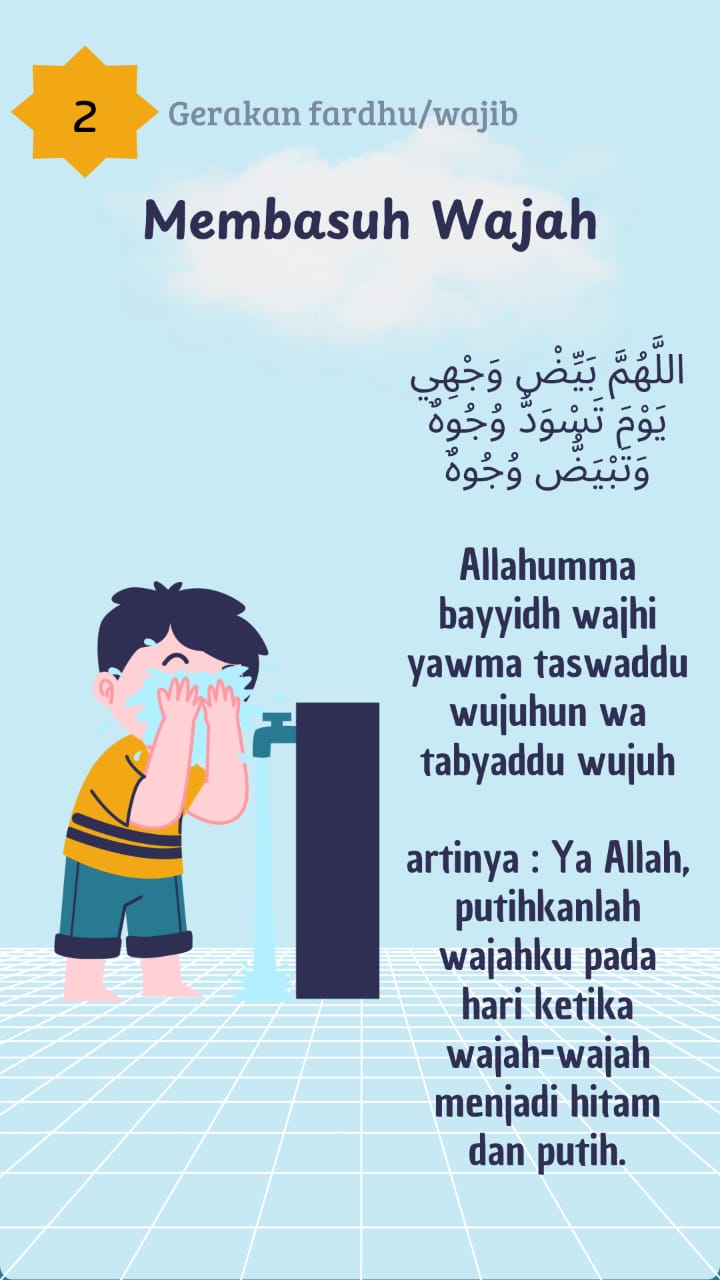 2
Gerakan fardhu/wajib
Membasuh Wajah
اللَّهُمَّ بَيِّضْ وَجْهِي
يَوْمَ تَسْوَدُّ وُجُوهٌ
وَتَبْيَضُّ وُجُوهٌ
Allahumma
bayyidh wajhi
yawma taswaddu
wujuhun wa
tabyaddu wujuh
artinya : Ya Allah,
putihkanlah
wajahku pada
hari ketika
wajah-wajah
menjadi hitam
dan putih.